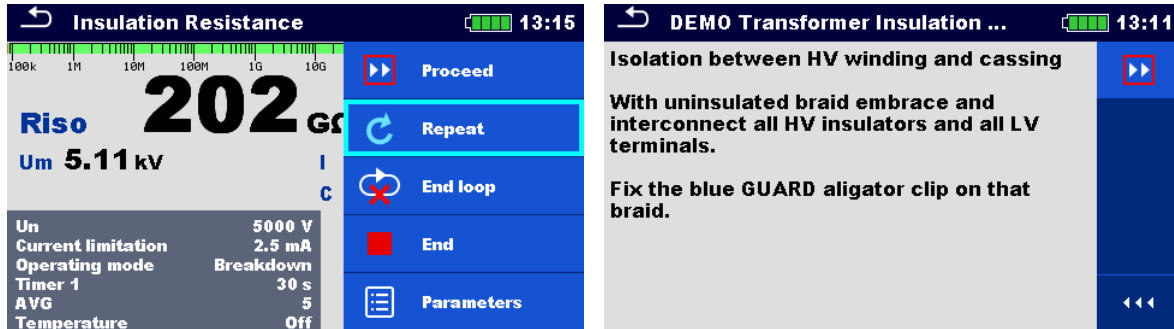 Insulation Resistance
13:15
100k 1M 10M 100M 1G 10G
Riso 202 GΩ
Um 5.11 kV
I
C
Un 5000 V
Current limitation 2.5 mA
Operating mode Breakdown
Timer 1 30 s
AVG 5
Temperature Off
Proceed
Repeat
End loop
End
Parameters
DEMO Transformer Insulation ...
13:11
Isolation between HV winding and cassing
With uninsulated braid embrace and
interconnect all HV insulators and all LV
terminals.
Fix the blue GUARD aligator clip on that
braid.